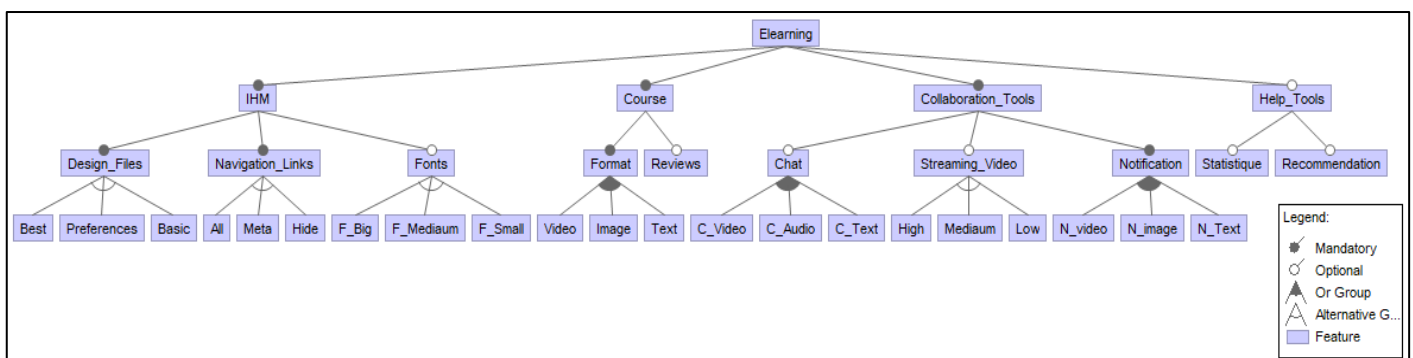 Elearning
IHM Course Collaboration_Tools Help_Tools
Design_Files Navigation_Links Fonts Format Reviews Chat Streaming_Video Notification Statistique Recommendation
Best Preferences Basic All Meta Hide F_Big F_Mediaum F_Small Video Image Text C_Video C_Audio C_Text High Mediaum Low N_video N_image N_Text
Legend:
Mandatory
Optional
Or Group
Alternative G...
Feature